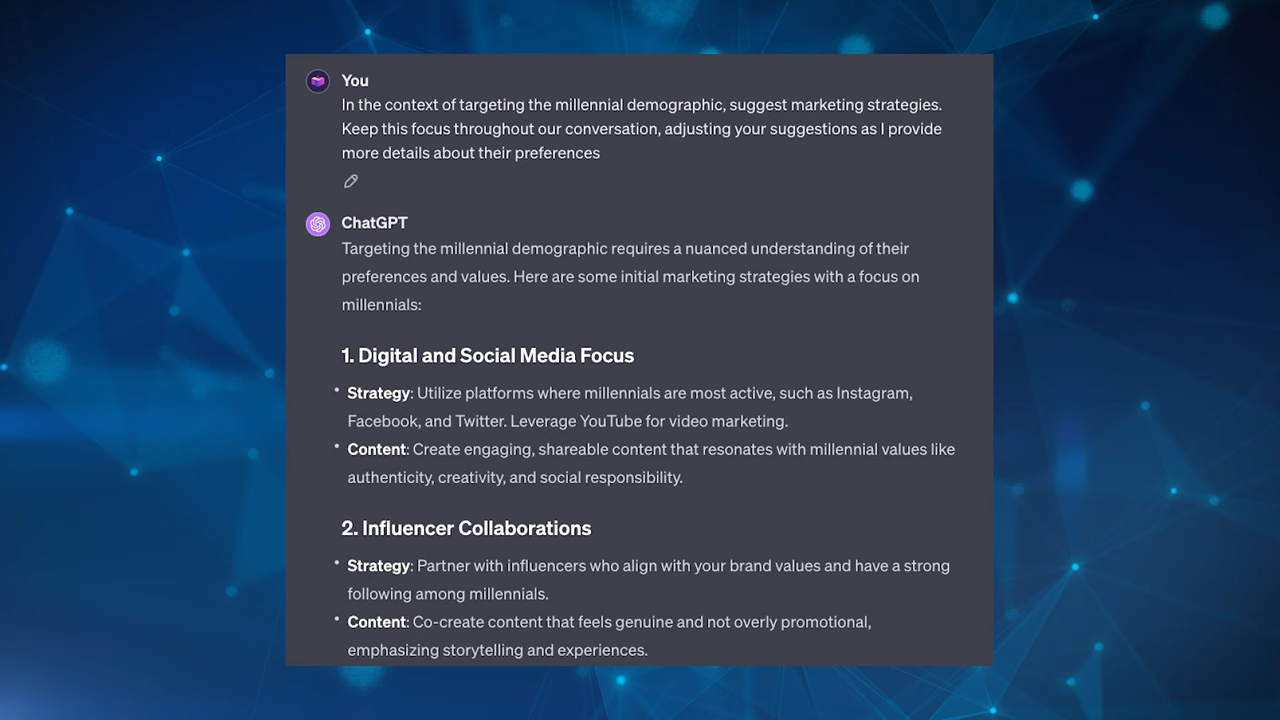 You
In the context of targeting the millennial demographic, suggest marketing strategies.
Keep this focus throughout our conversation, adjusting your suggestions as I provide
more details about their preferences
ChatGPT
Targeting the millennial demographic requires a nuanced understanding of their
preferences and values. Here are some initial marketing strategies with a focus on
millennials:
1. Digital and Social Media Focus
• Strategy: Utilize platforms where millennials are most active, such as Instagram,
Facebook, and Twitter. Leverage YouTube for video marketing.
• Content: Create engaging, shareable content that resonates with millennial values like
authenticity, creativity, and social responsibility.
2. Influencer Collaborations
• Strategy: Partner with influencers who align with your brand values and have a strong
following among millennials.
• Content: Co-create content that feels genuine and not overly promotional,
emphasizing storytelling and experiences.